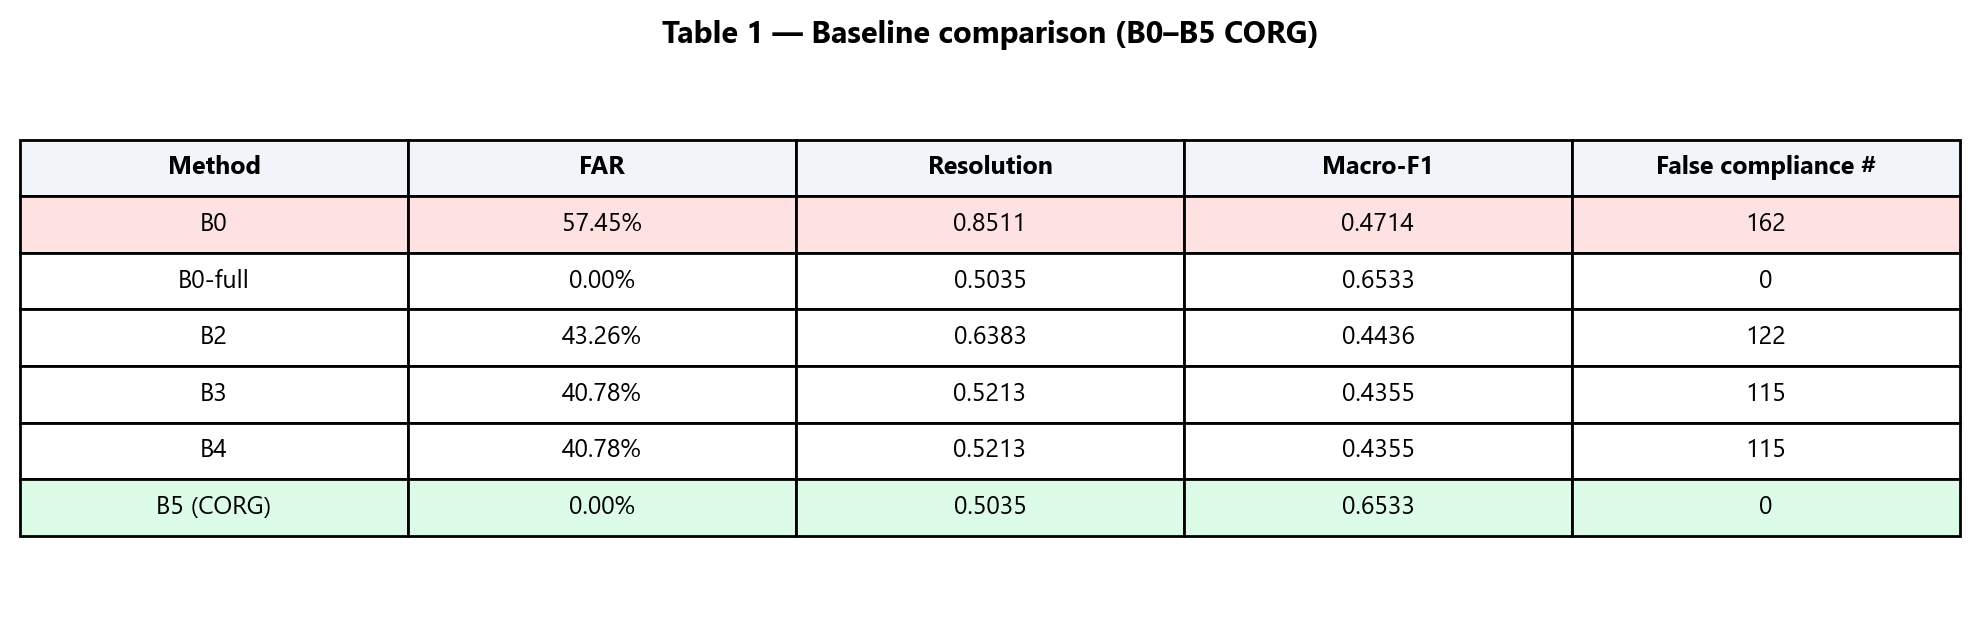 Table 1 — Baseline comparison (B0–B5 CORG)
Method FAR Resolution Macro-F1 False compliance #
B0 57.45% 0.8511 0.4714 162
B0-full 0.00% 0.5035 0.6533 0
B2 43.26% 0.6383 0.4436 122
B3 40.78% 0.5213 0.4355 115
B4 40.78% 0.5213 0.4355 115
B5 (CORG) 0.00% 0.5035 0.6533 0